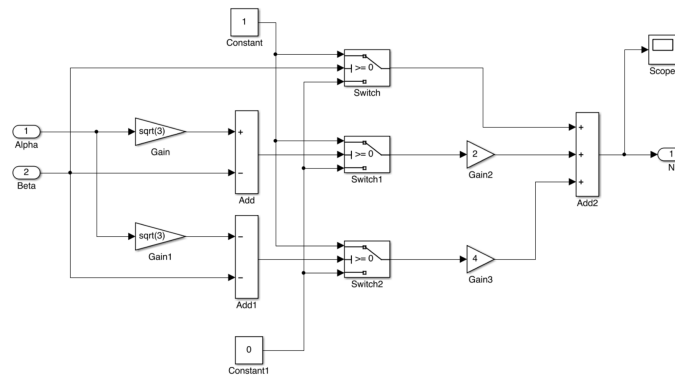 1
Constant
>= 0
Switch
Scope
1
Alpha
sqrt(3)
Gain
+
−
Add
2
Beta
>= 0
Switch1
2
Gain2
+
+
+
Add2
1
N
sqrt(3)
Gain1
−
−
Add1
>= 0
Switch2
4
Gain3
0
Constant1